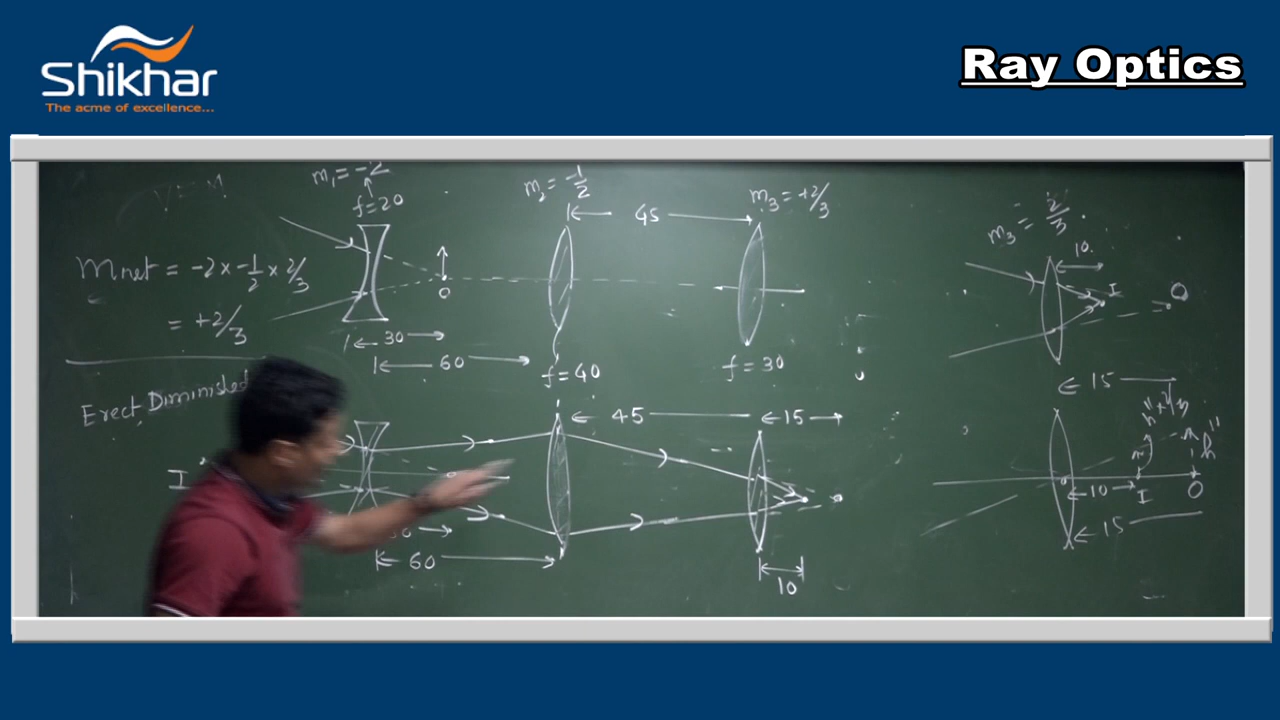 Shikhar
The acme of excellence...
Ray Optics
m₁ = -2
f = 20
m₂ = -1/2
45
m₃ = +2/3
m₃ = 2/3
10
Mnet = -2 × -1/2 × 2/3
= +2/3
O
30
60
f = 40
f = 30
I
O
15
Erect Diminished
45
15
h"
I
60
10
10
I
O
15